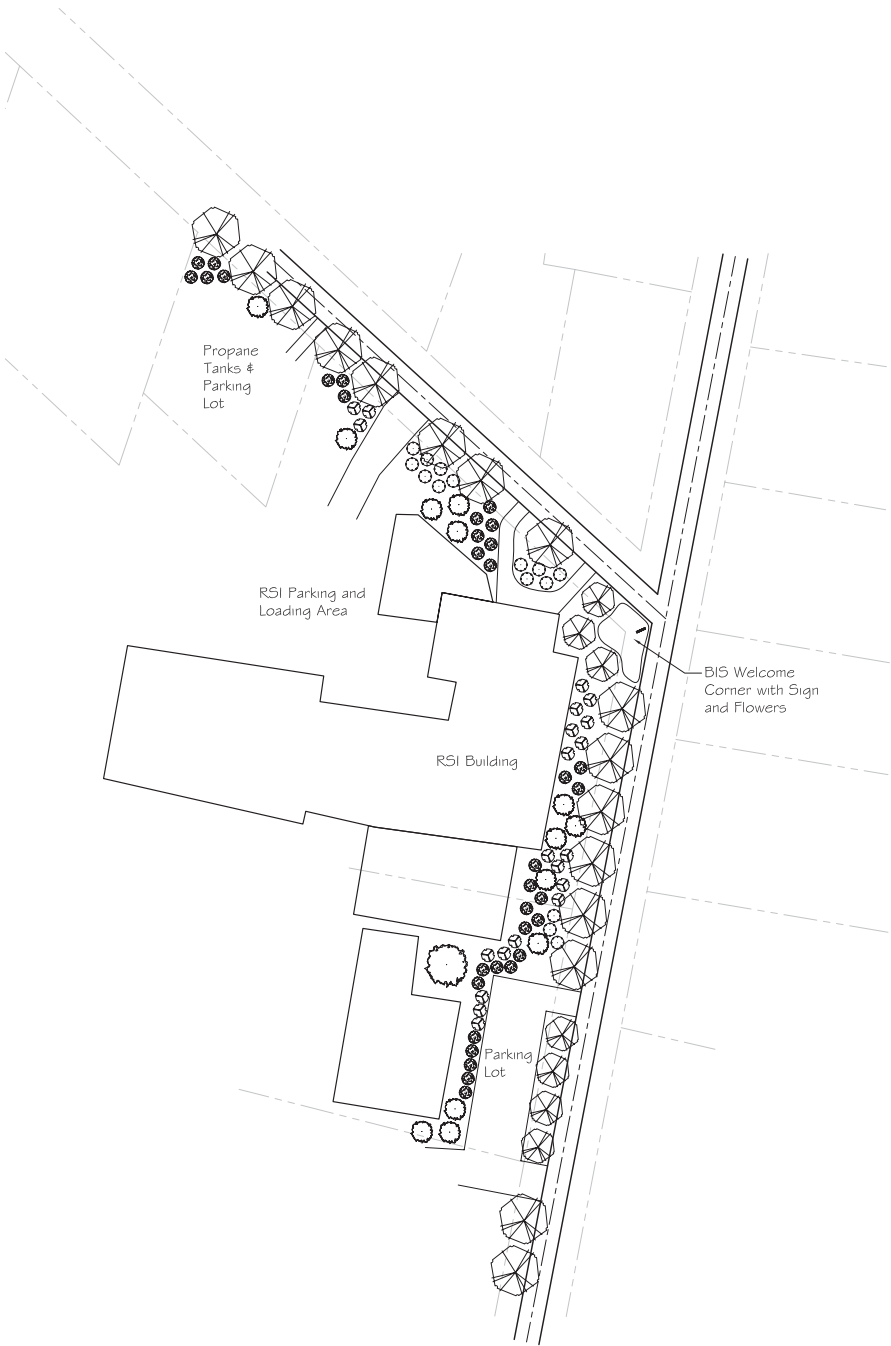 Propane
Tanks &
Parking
Lot
RSI Parking and
Loading Area
BIS Welcome
Corner with Sign
and Flowers
RSI Building
Parking
Lot